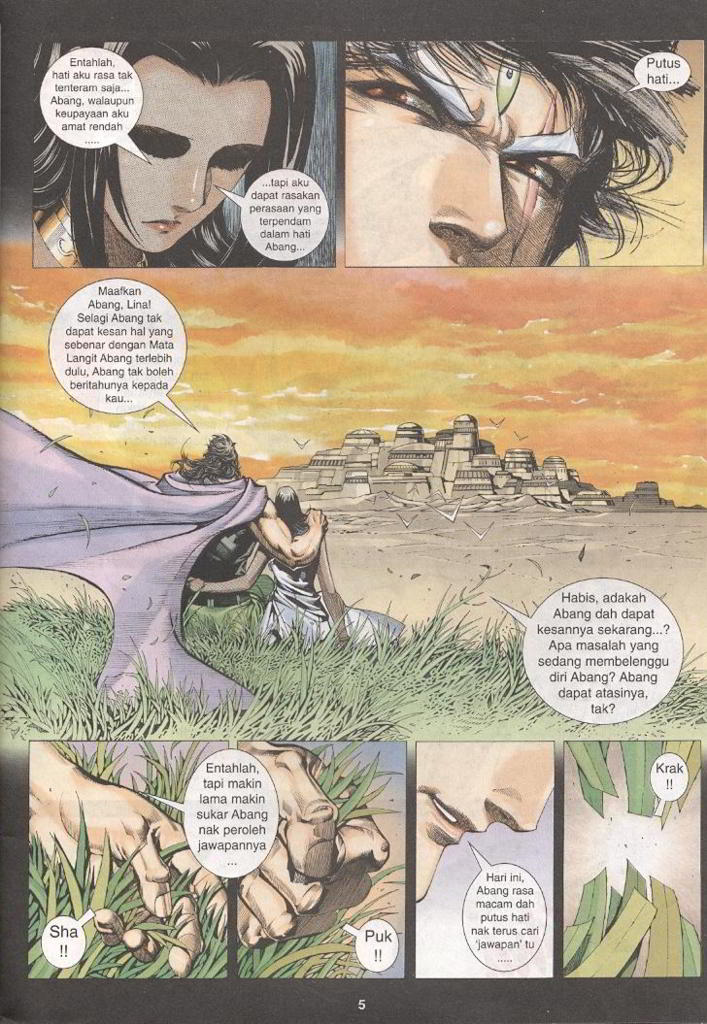 Entahlah,
hati aku rasa tak
tenteram saja...
Abang, walaupun
keupayaan aku
amat rendah
.....
...tapi aku
dapat rasakan
perasaan yang
terpendam
dalam hati
Abang...
Putus
hati...
Maafkan
Abang, Lina!
Selagi Abang tak
dapat kesan hal yang
sebenar dengan Mata
Langit Abang terlebih
dulu, Abang tak boleh
beritahunya kepada
kau...
Habis, adakah
Abang dah dapat
kesannya sekarang...?
Apa masalah yang
sedang membelenggu
diri Abang? Abang
dapat atasinya,
tak?
Entahlah,
tapi makin
lama makin
sukar Abang
nak peroleh
jawapannya
...
Sha
!!
Puk
!!
Hari ini,
Abang rasa
macam dah
putus hati
nak terus cari
'jawapan' tu
.....
Krak
!!
5